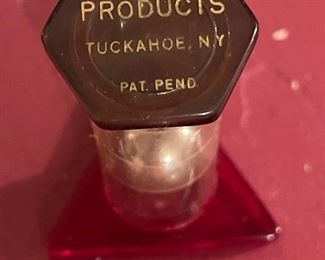 PRODUCTS
TUCKAHOE, N.Y
PAT. PEND